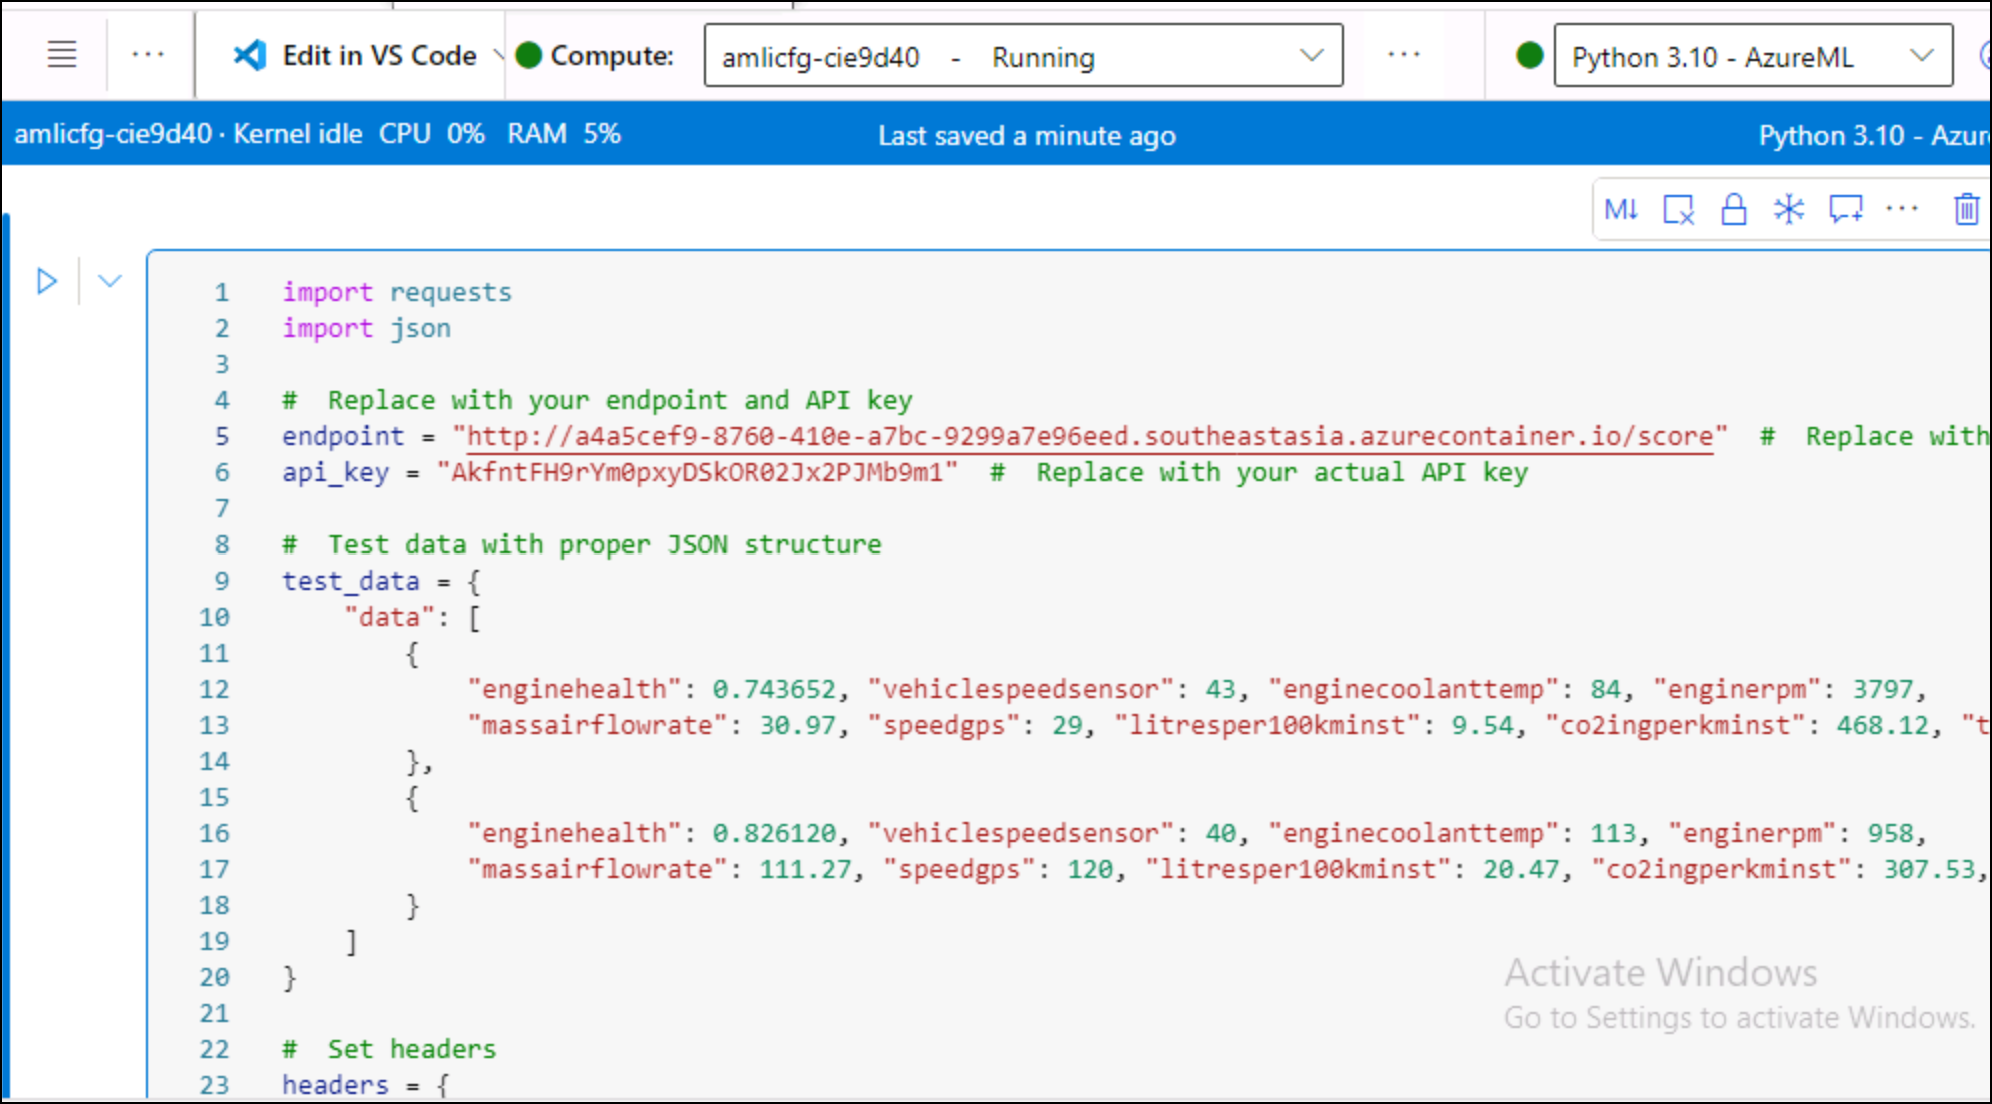 ··· Edit in VS Code Compute: amlicfg-cie9d40 - Running ··· Python 3.10 - AzureML
amlicfg-cie9d40 · Kernel idle CPU 0% RAM 5% Last saved a minute ago Python 3.10 - Azur
M↓ ···
1 import requests
2 import json
3
4 # Replace with your endpoint and API key
5 endpoint = "http://a4a5cef9-8760-410e-a7bc-9299a7e96eed.southeastasia.azurecontainer.io/score" # Replace with
6 api_key = "AkfntFH9rYm0pxyDSkOR02Jx2PJMb9m1" # Replace with your actual API key
7
8 # Test data with proper JSON structure
9 test_data = {
10 "data": [
11 {
12 "enginehealth": 0.743652, "vehiclespeedsensor": 43, "enginecoolanttemp": 84, "enginerpm": 3797,
13 "massairflowrate": 30.97, "speedgps": 29, "litresper100kminst": 9.54, "co2ingperkminst": 468.12, "t
14 },
15 {
16 "enginehealth": 0.826120, "vehiclespeedsensor": 40, "enginecoolanttemp": 113, "enginerpm": 958,
17 "massairflowrate": 111.27, "speedgps": 120, "litresper100kminst": 20.47, "co2ingperkminst": 307.53,
18 }
19 ]
20 }
21
22 # Set headers
23 headers = {
Activate Windows
Go to Settings to activate Windows.